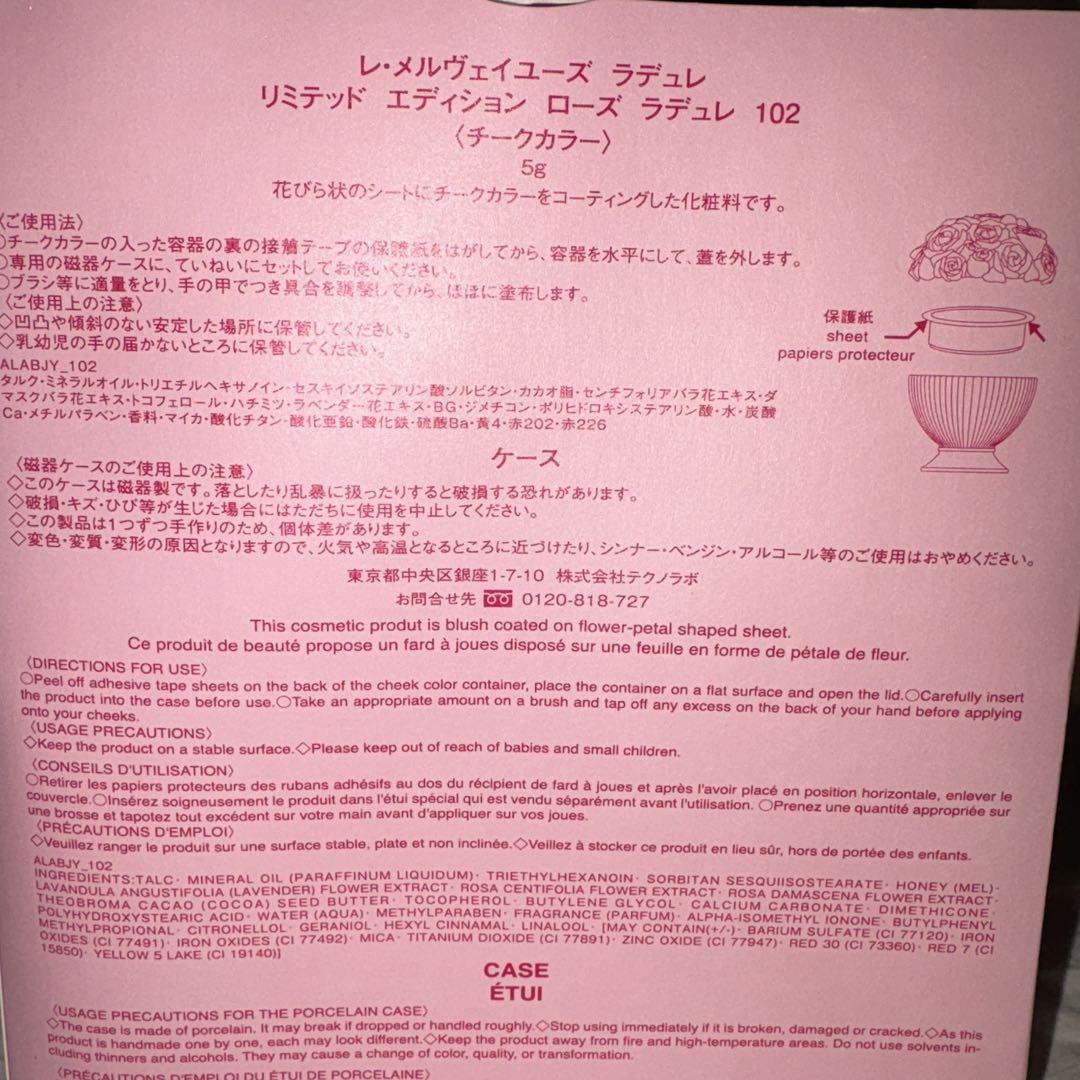 レ・メルヴェイユーズ ラデュレ
リミテッド エディション ローズ ラデュレ 102
〈チークカラー〉
5g
花びら状のシートにチークカラーをコーティングした化粧料です。
〈ご使用法〉
○チークカラーの入った容器の裏の接着テープの保護紙をはがしてから、容器を水平にして、蓋を外します。
○専用の磁器ケースに、ていねいにセットしてお使いください。
○ブラシ等に適量をとり、手の甲でつき具合を調整してから、ほほに塗布します。
〈ご使用上の注意〉
◇凹凸や傾斜のない安定した場所に保管してください。
◇乳幼児の手の届かないところに保管してください。
保護紙
sheet
papiers protecteur
ALABJY_102
タルク・ミネラルオイル・トリエチルヘキサノイン・セスキイソステアリン酸ソルビタン・カカオ脂・センチフォリアバラ花エキス・ダ
マスクバラ花エキス・トコフェロール・ハチミツ・ラベンダー花エキス・BG・ジメチコン・ポリヒドロキシステアリン酸・水・炭酸
Ca・メチルパラベン・香料・マイカ・酸化チタン・酸化亜鉛・酸化鉄・硫酸Ba・黄4・赤202・赤226
ケース
〈磁器ケースのご使用上の注意〉
◇このケースは磁器製です。落としたり乱暴に扱ったりすると破損する恐れがあります。
◇破損・キズ・ひび等が生じた場合にはただちに使用を中止してください。
◇この製品は1つずつ手作りのため、個体差があります。
◇変色・変質・変形の原因となりますので、火気や高温となるところに近づけたり、シンナー・ベンジン・アルコール等のご使用はおやめください。
東京都中央区銀座1-7-10 株式会社テクノラボ
お問合せ先 0120-818-727
This cosmetic produt is blush coated on flower-petal shaped sheet.
Ce produit de beauté propose un fard à joues disposé sur une feuille en forme de pétale de fleur.
〈DIRECTIONS FOR USE〉
○Peel off adhesive tape sheets on the back of the cheek color container, place the container on a flat surface and open the lid.○Carefully insert
the product into the case before use.○Take an appropriate amount on a brush and tap off any excess on the back of your hand before applying
onto your cheeks.
〈USAGE PRECAUTIONS〉
◇Keep the product on a stable surface.◇Please keep out of reach of babies and small children.
〈CONSEILS D'UTILISATION〉
○Retirer les papiers protecteurs des rubans adhésifs au dos du récipient de fard à joues et après l'avoir placé en position horizontale, enlever le
couvercle.○Insérez soigneusement le produit dans l'étui spécial qui est vendu séparément avant l'utilisation. ○Prenez une quantité appropriée sur
une brosse et tapotez tout excédent sur votre main avant d'appliquer sur vos joues.
〈PRÉCAUTIONS D'EMPLOI〉
◇Veuillez ranger le produit sur une surface stable, plate et non inclinée.◇Veillez à stocker ce produit en lieu sûr, hors de portée des enfants.
ALABJY_102
INGREDIENTS:TALC・ MINERAL OIL (PARAFFINUM LIQUIDUM)・ TRIETHYLHEXANOIN・ SORBITAN SESQUIISOSTEARATE・ HONEY (MEL)・
LAVANDULA ANGUSTIFOLIA (LAVENDER) FLOWER EXTRACT・ ROSA CENTIFOLIA FLOWER EXTRACT・ ROSA DAMASCENA FLOWER EXTRACT・
THEOBROMA CACAO (COCOA) SEED BUTTER・ TOCOPHEROL・ BUTYLENE GLYCOL・ CALCIUM CARBONATE・ DIMETHICONE・
POLYHYDROXYSTEARIC ACID・ WATER (AQUA)・ METHYLPARABEN・ FRAGRANCE (PARFUM)・ ALPHA-ISOMETHYL IONONE・ BUTYLPHENYL
METHYLPROPIONAL・ CITRONELLOL・ GERANIOL・ HEXYL CINNAMAL・ LINALOOL・ [MAY CONTAIN(+/-)・ BARIUM SULFATE (CI 77120)・ IRON
OXIDES (CI 77491)・ IRON OXIDES (CI 77492)・ MICA・ TITANIUM DIOXIDE (CI 77891)・ ZINC OXIDE (CI 77947)・ RED 30 (CI 73360)・ RED 7 (CI
15850)・ YELLOW 5 LAKE (CI 19140)]
CASE
ÉTUI
〈USAGE PRECAUTIONS FOR THE PORCELAIN CASE〉
◇The case is made of porcelain. It may break if dropped or handled roughly.◇Stop using immediately if it is broken, damaged or cracked.◇As this
product is handmade one by one, each may look different.◇Keep the product away from fire and high-temperature areas. Do not use solvents in-
cluding thinners and alcohols. They may cause a change of color, quality, or transformation.
〈PRÉCAUTIONS D'EMPLOI DU ÉTUI DE PORCELAINE〉